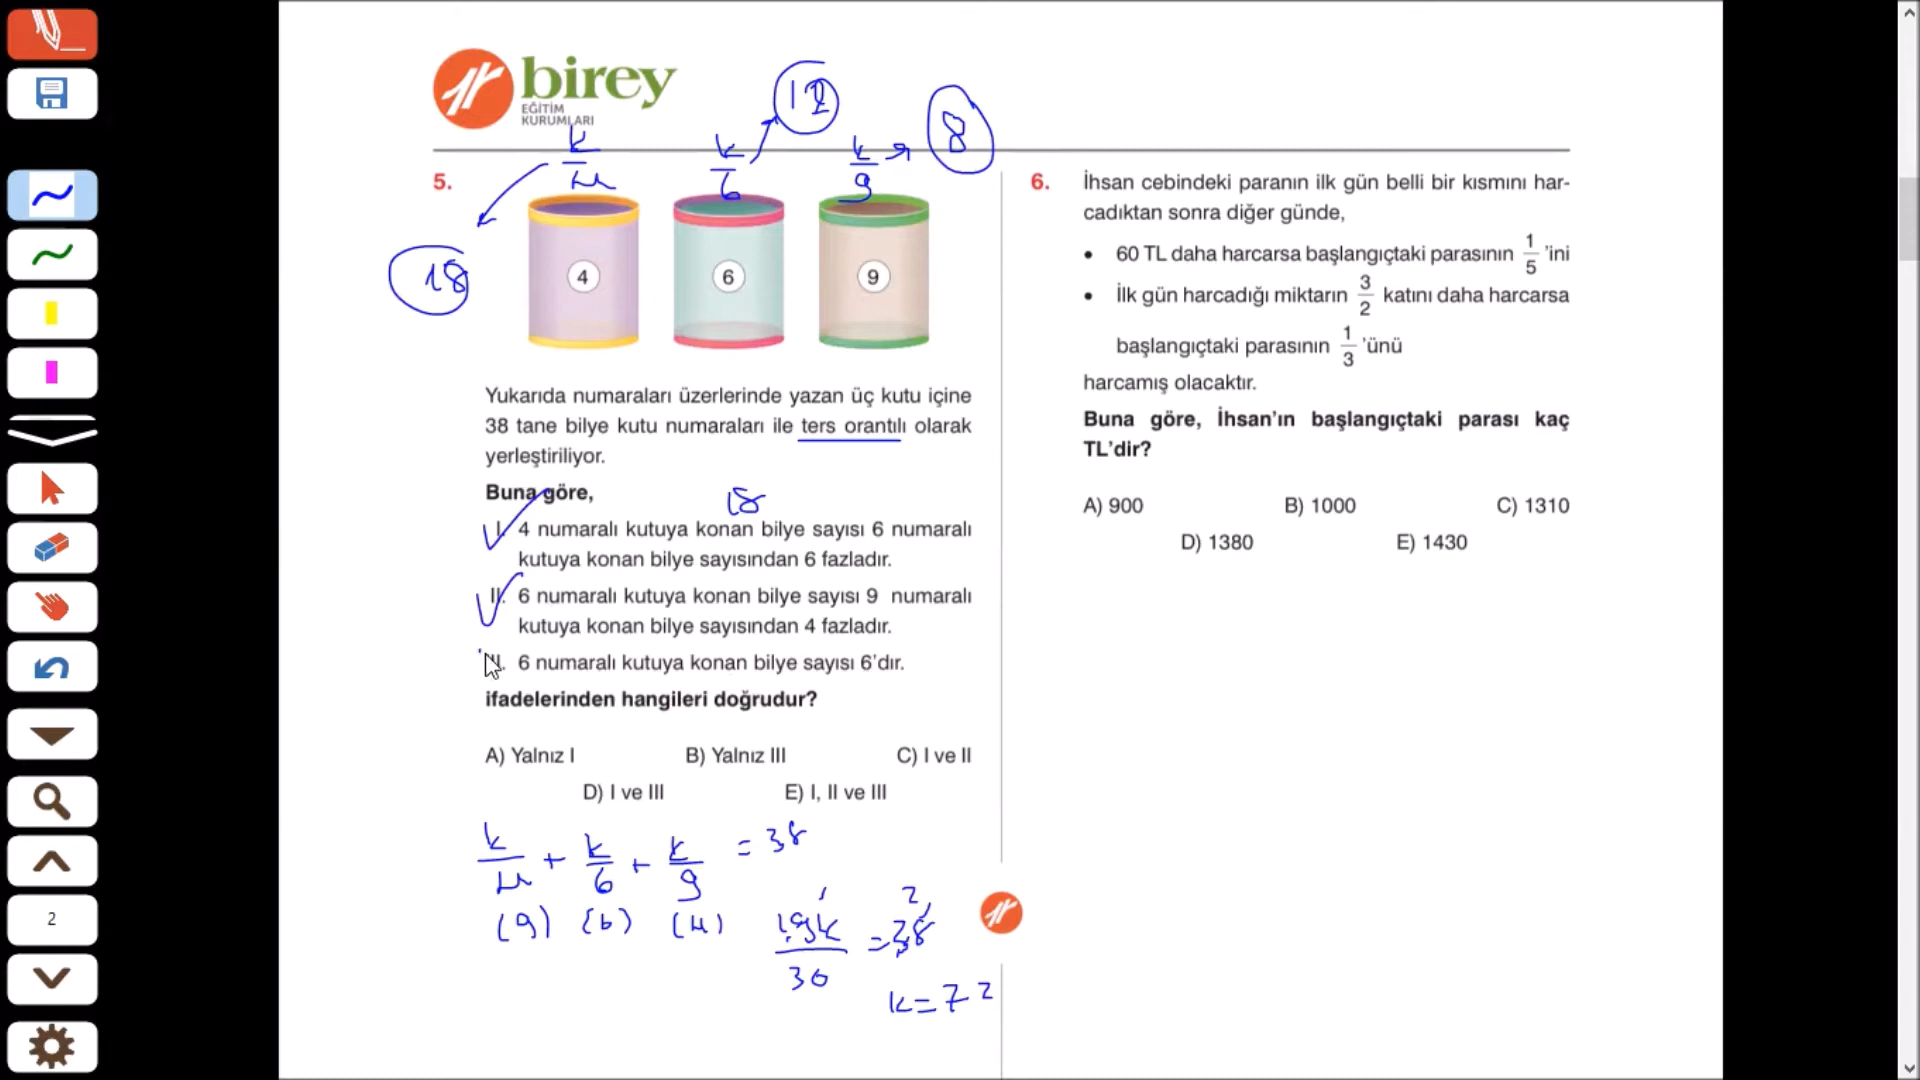 birey
EĞİTİM
KURUMLARI
12
8
k/4
k/6
k/9
18
5.
4
6
9
Yukarıda numaraları üzerlerinde yazan üç kutu içine
38 tane bilye kutu numaraları ile ters orantılı olarak
yerleştiriliyor.
Buna göre,
18
I. 4 numaralı kutuya konan bilye sayısı 6 numaralı
kutuya konan bilye sayısından 6 fazladır.
II. 6 numaralı kutuya konan bilye sayısı 9 numaralı
kutuya konan bilye sayısından 4 fazladır.
III. 6 numaralı kutuya konan bilye sayısı 6’dır.
ifadelerinden hangileri doğrudur?
A) Yalnız I B) Yalnız III C) I ve II
D) I ve III E) I, II ve III
k/4 + k/6 + k/9 = 38
(9) (6) (4)
19k/36 = 38
2
k=72
6. İhsan cebindeki paranın ilk gün belli bir kısmını har-
cadıktan sonra diğer günde,
• 60 TL daha harcarsa başlangıçtaki parasının 1/5 ’ini
• İlk gün harcadığı miktarın 3/2 katını daha harcarsa
başlangıçtaki parasının 1/3 ’ünü
harcamış olacaktır.
Buna göre, İhsan’ın başlangıçtaki parası kaç
TL’dir?
A) 900 B) 1000 C) 1310
D) 1380 E) 1430
2